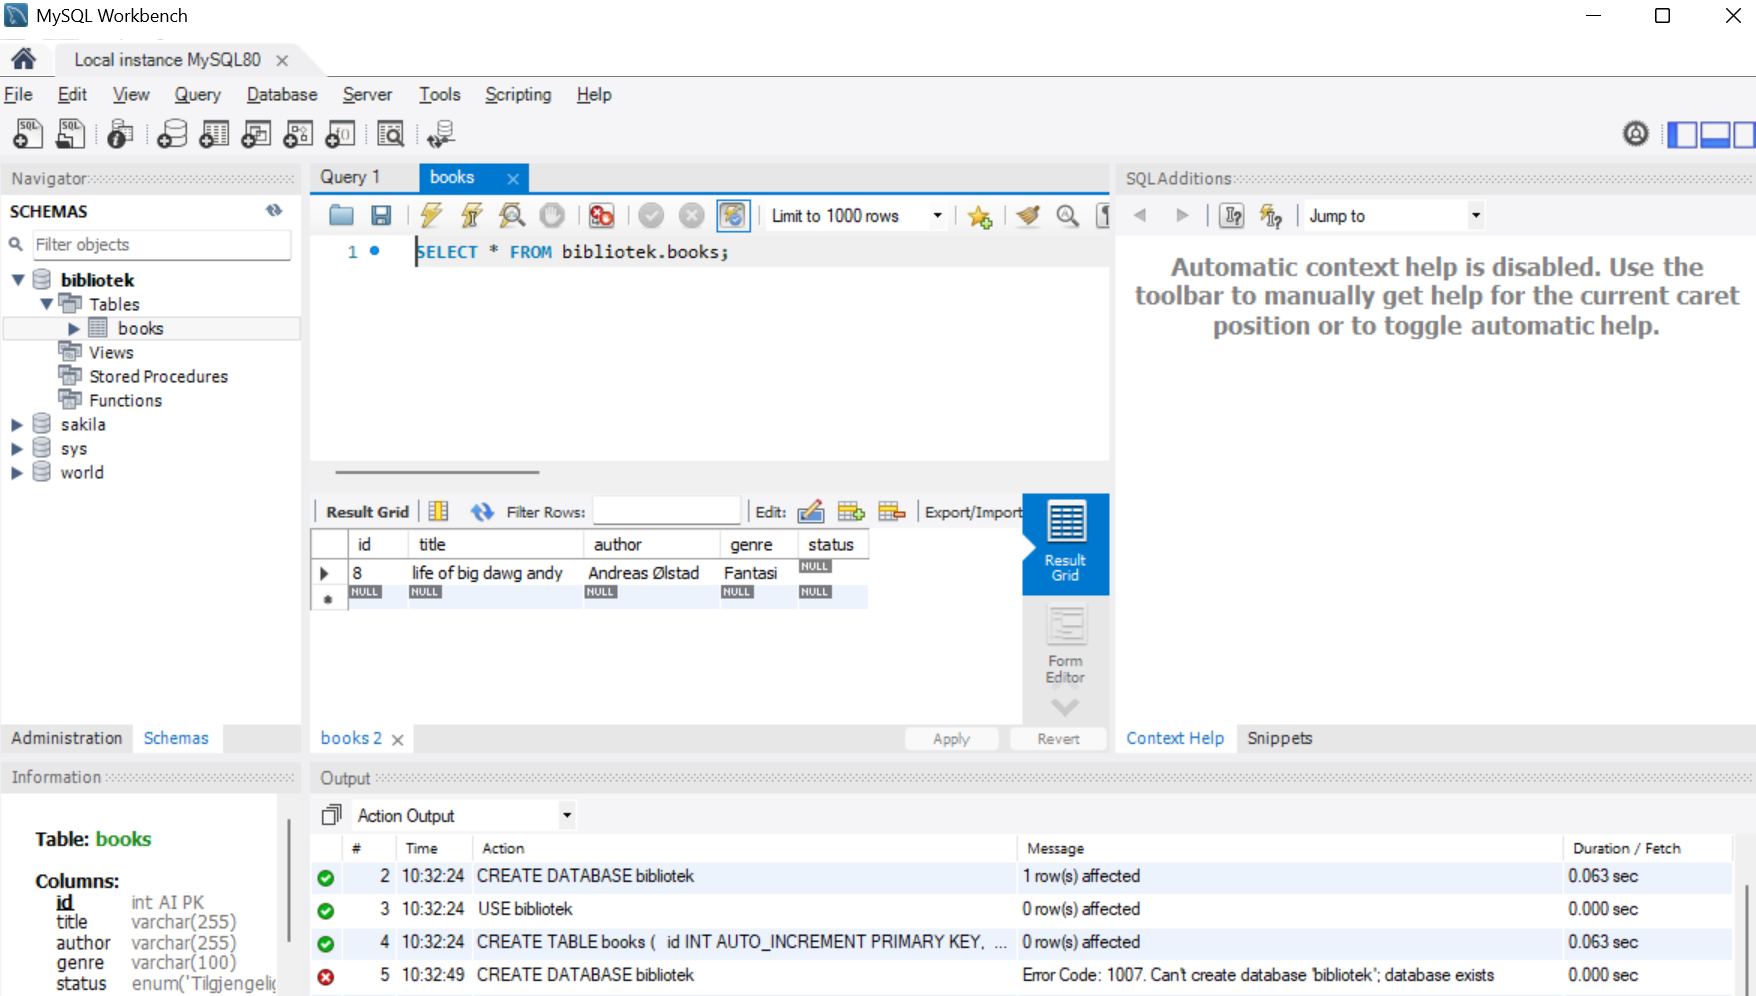 MySQL Workbench
Local instance MySQL80
File Edit View Query Database Server Tools Scripting Help
Navigator
SCHEMAS
Filter objects
bibliotek
Tables
books
Views
Stored Procedures
Functions
sakila
sys
world
Administration Schemas
Information
Table: books
Columns:
id int AI PK
title varchar(255)
author varchar(255)
genre varchar(100)
status enum('Tilgjengelig
Query 1 books
Limit to 1000 rows
1 SELECT * FROM bibliotek.books;
Result Grid Filter Rows: Edit: Export/Import
id title author genre status
8 life of big dawg andy Andreas Ølstad Fantasi NULL
NULL NULL NULL NULL NULL
Result
Grid
Form
Editor
books 2 Apply Revert
SQLAdditions
Jump to
Automatic context help is disabled. Use the
toolbar to manually get help for the current caret
position or to toggle automatic help.
Context Help Snippets
Output
Action Output
# Time Action Message Duration / Fetch
2 10:32:24 CREATE DATABASE bibliotek 1 row(s) affected 0.063 sec
3 10:32:24 USE bibliotek 0 row(s) affected 0.000 sec
4 10:32:24 CREATE TABLE books ( id INT AUTO_INCREMENT PRIMARY KEY, ... 0 row(s) affected 0.063 sec
5 10:32:49 CREATE DATABASE bibliotek Error Code: 1007. Can't create database 'bibliotek'; database exists 0.000 sec